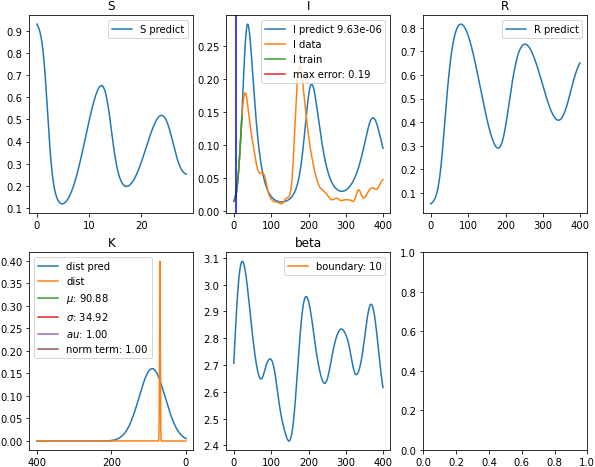 S
I
R
S predict
I predict 9.63e-06
I data
I train
max error: 0.19
R predict
0.9
0.8
0.7
0.6
0.5
0.4
0.3
0.2
0.1
0 10 20
0.25
0.20
0.15
0.10
0.05
0.00
0 100 200 300 400
0.8
0.7
0.6
0.5
0.4
0.3
0.2
0.1
0 200 400
K
beta
dist pred
dist
μ: 90.88
σ: 34.92
au: 1.00
norm term: 1.00
boundary: 10
0.40
0.35
0.30
0.25
0.20
0.15
0.10
0.05
0.00
400 200 0
3.1
3.0
2.9
2.8
2.7
2.6
2.5
2.4
0 100 200 300 400
1.0
0.8
0.6
0.4
0.2
0.0
0.0 0.2 0.4 0.6 0.8 1.0